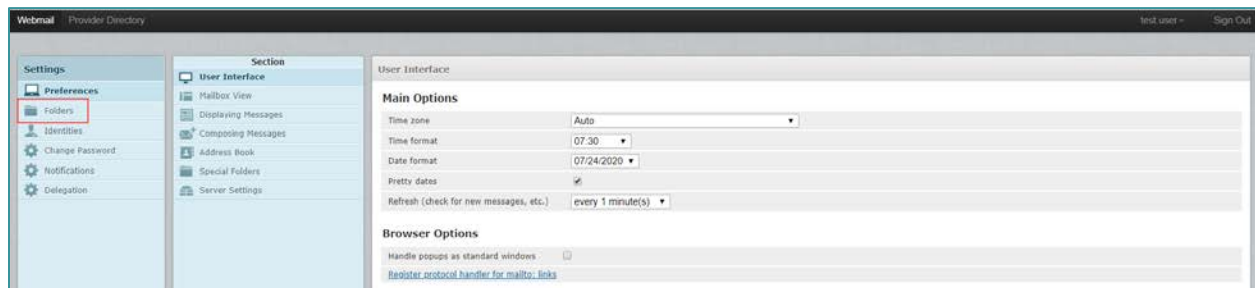 Webmail Provider Directory test user Sign Out
Settings
Preferences
Folders
Identities
Change Password
Notifications
Delegation
Section
User Interface
Mailbox View
Displaying Messages
Composing Messages
Address Book
Special Folders
Server Settings
User Interface
Main Options
Time zone Auto
Time format 07:30
Date format 07/24/2020
Pretty dates
Refresh (check for new messages, etc.) every 1 minute(s)
Browser Options
Handle popups as standard windows
Register protocol handler for mailto: links